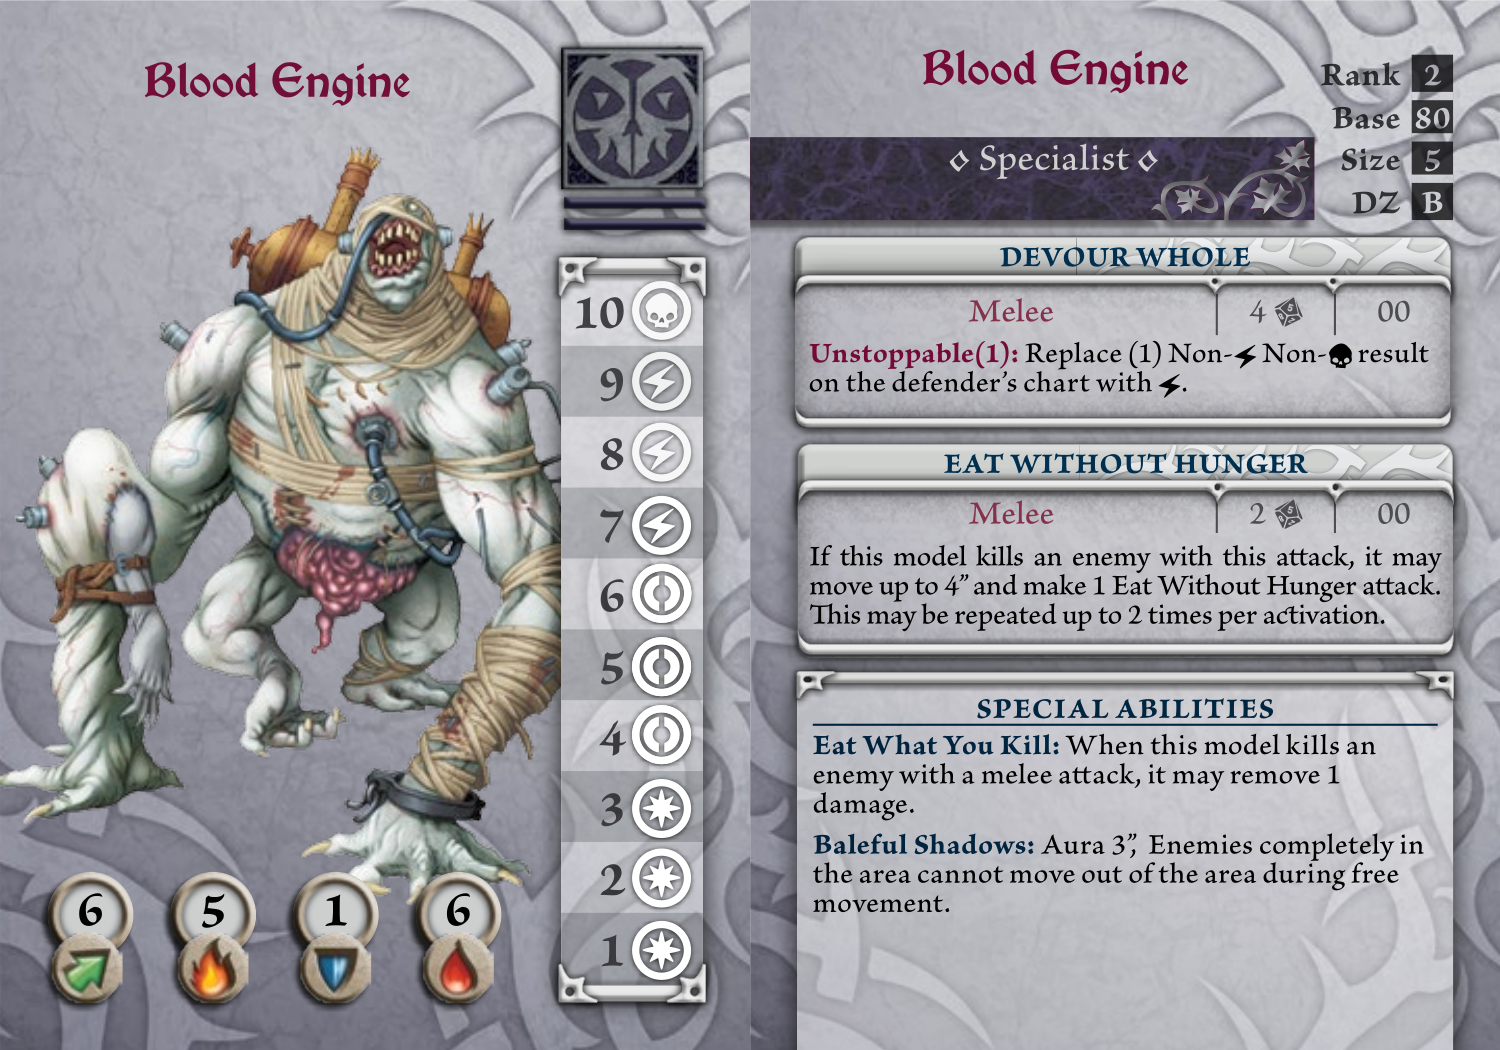 Blood Engine
10
9
8
7
6
5
4
3
2
1
6
5
1
6
Blood Engine
Rank 2
Base 80
Size 5
DZ B
Specialist
DEVOUR WHOLE
Melee 4 00
Unstoppable(1): Replace (1) Non- Non- result
on the defender's chart with .
EAT WITHOUT HUNGER
Melee 2 00
If this model kills an enemy with this attack, it may
move up to 4" and make 1 Eat Without Hunger attack.
This may be repeated up to 2 times per activation.
SPECIAL ABILITIES
Eat What You Kill: When this model kills an
enemy with a melee attack, it may remove 1
damage.
Baleful Shadows: Aura 3", Enemies completely in
the area cannot move out of the area during free
movement.